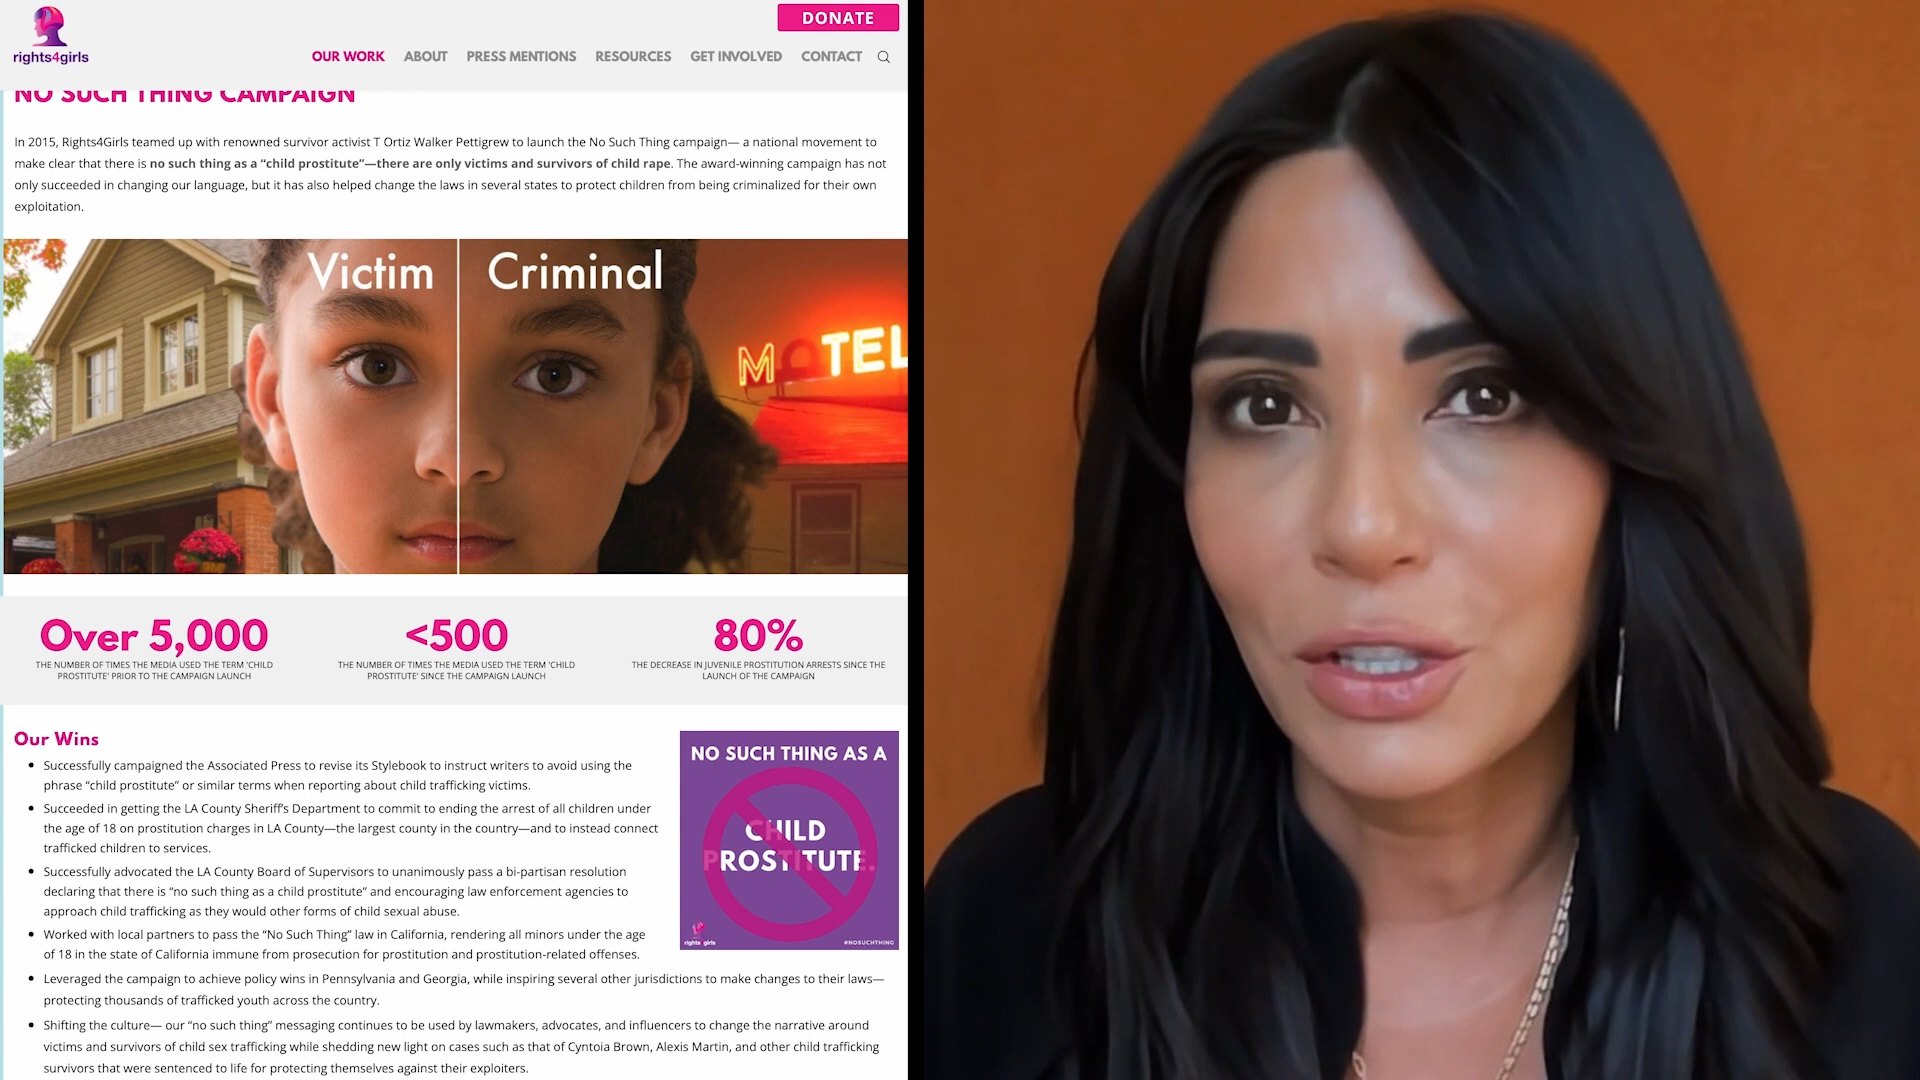 DONATE
rights4girls
OUR WORK ABOUT PRESS MENTIONS RESOURCES GET INVOLVED CONTACT
NO SUCH THING CAMPAIGN
In 2015, Rights4Girls teamed up with renowned survivor activist T Ortiz Walker Pettigrew to launch the No Such Thing campaign— a national movement to
make clear that there is no such thing as a “child prostitute”—there are only victims and survivors of child rape. The award-winning campaign has not
only succeeded in changing our language, but it has also helped change the laws in several states to protect children from being criminalized for their own
exploitation.
Victim
Criminal
MOTEL
Over 5,000
THE NUMBER OF TIMES THE MEDIA USED THE TERM 'CHILD
PROSTITUTE' PRIOR TO THE CAMPAIGN LAUNCH
<500
THE NUMBER OF TIMES THE MEDIA USED THE TERM 'CHILD
PROSTITUTE' SINCE THE CAMPAIGN LAUNCH
80%
THE DECREASE IN JUVENILE PROSTITUTION ARRESTS SINCE THE
LAUNCH OF THE CAMPAIGN
Our Wins
• Successfully campaigned the Associated Press to revise its Stylebook to instruct writers to avoid using the
phrase “child prostitute” or similar terms when reporting about child trafficking victims.
• Succeeded in getting the LA County Sheriff’s Department to commit to ending the arrest of all children under
the age of 18 on prostitution charges in LA County—the largest county in the country—and to instead connect
trafficked children to services.
• Successfully advocated the LA County Board of Supervisors to unanimously pass a bi-partisan resolution
declaring that there is “no such thing as a child prostitute” and encouraging law enforcement agencies to
approach child trafficking as they would other forms of child sexual abuse.
• Worked with local partners to pass the “No Such Thing” law in California, rendering all minors under the age
of 18 in the state of California immune from prosecution for prostitution and prostitution-related offenses.
• Leveraged the campaign to achieve policy wins in Pennsylvania and Georgia, while inspiring several other jurisdictions to make changes to their laws—
protecting thousands of trafficked youth across the country.
• Shifting the culture— our “no such thing” messaging continues to be used by lawmakers, advocates, and influencers to change the narrative around
victims and survivors of child sex trafficking while shedding new light on cases such as that of Cyntoia Brown, Alexis Martin, and other child trafficking
survivors that were sentenced to life for protecting themselves against their exploiters.
NO SUCH THING AS A
CHILD
PROSTITUTE.
rights4girls
#NOSUCHTHING